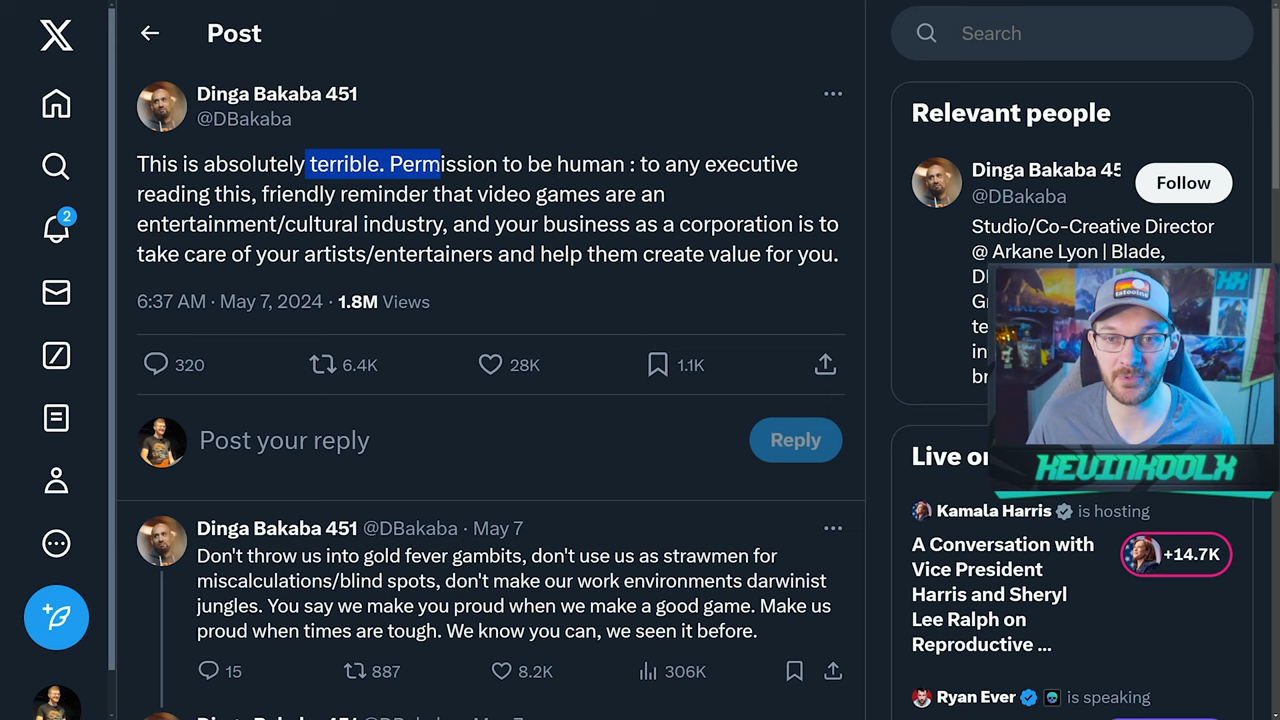 Post
Search
Dinga Bakaba 451
@DBakaba
This is absolutely terrible. Permission to be human : to any executive
reading this, friendly reminder that video games are an
entertainment/cultural industry, and your business as a corporation is to
take care of your artists/entertainers and help them create value for you.
6:37 AM · May 7, 2024 · 1.8M Views
320
6.4K
28K
1.1K
Post your reply
Reply
Dinga Bakaba 451 @DBakaba · May 7
Don't throw us into gold fever gambits, don't use us as strawmen for
miscalculations/blind spots, don't make our work environments darwinist
jungles. You say we make you proud when we make a good game. Make us
proud when times are tough. We know you can, we seen it before.
15
887
8.2K
306K
2
Relevant people
Dinga Bakaba 45
@DBakaba
Follow
Studio/Co-Creative Director
@ Arkane Lyon | Blade,
tatooine
KEVINKOOLX
Live on
Kamala Harris is hosting
A Conversation with
Vice President
Harris and Sheryl
Lee Ralph on
Reproductive ...
+14.7K
Ryan Ever is speaking